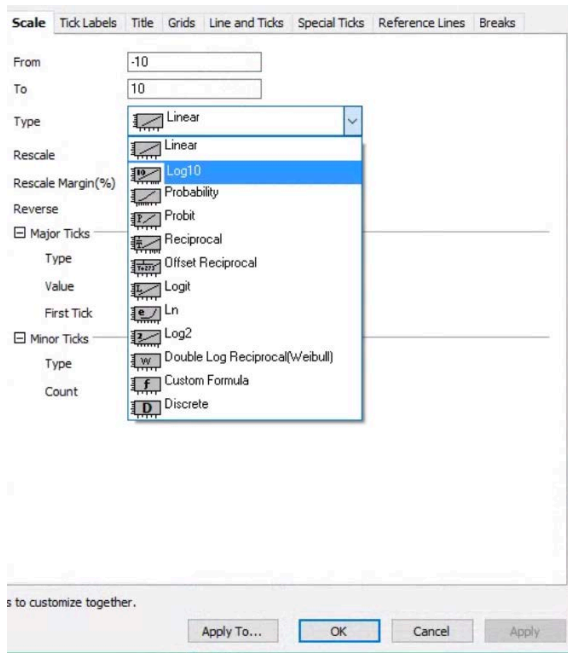 Scale Tick Labels Title Grids Line and Ticks Special Ticks Reference Lines Breaks
From -10
To 10
Type Linear
Linear
Rescale
Log10
Rescale Margin(%)
Probability
Reverse
Probit
Major Ticks
Reciprocal
Type
Offset Reciprocal
Value
Logit
First Tick
Ln
Minor Ticks
Log2
Type
Double Log Reciprocal(Weibull)
Count
Custom Formula
Discrete
s to customize together.
Apply To... OK Cancel Apply